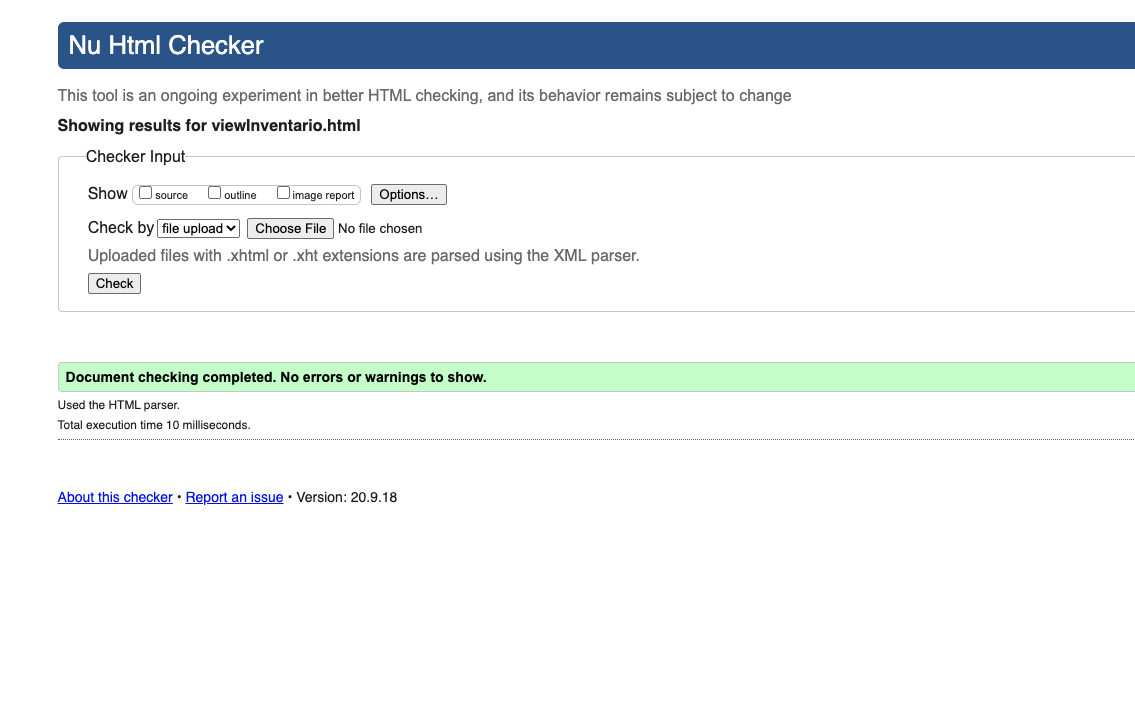 Nu Html Checker
This tool is an ongoing experiment in better HTML checking, and its behavior remains subject to change
Showing results for viewInventario.html
Checker Input
Show source outline image report Options…
Check by file upload Choose File No file chosen
Uploaded files with .xhtml or .xht extensions are parsed using the XML parser.
Check
Document checking completed. No errors or warnings to show.
Used the HTML parser.
Total execution time 10 milliseconds.
About this checker • Report an issue • Version: 20.9.18